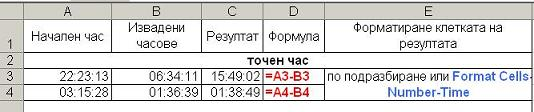 A B C D E
1 Начален час Извадени часове Резултат Формула Форматиране клетката на резултата
2 точен час
3 22:23:13 06:34:11 15:49:02 =A3-B3 по подразбиране или Format Cells-
4 03:15:28 01:36:39 01:38:49 =A4-B4 Number-Time